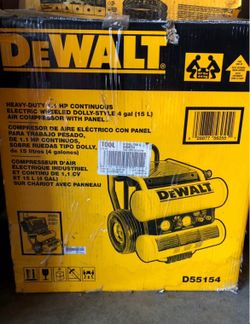 DEWALT
HEAVY-DUTY 1.1 HP CONTINUOUS
ELECTRIC WHEELED DOLLY-STYLE 4 gal (15 L)
AIR COMPRESSOR WITH PANEL
COMPRESOR DE AIRE ELÉCTRICO CON PANEL
PARA TRABAJO PESADO,
DE 1.1 HP CONTINUOS,
SOBRE RUEDAS TIPO DOLLY,
de 15 litros (4 galones)
COMPRESSEUR D'AIR
ÉLECTRIQUE INDUSTRIEL
ET CONTINU DE 1,1 CV
ET 15 L (4 GAL)
SUR CHARIOT AVEC PANNEAU
TOOL
DEWALT
D55154